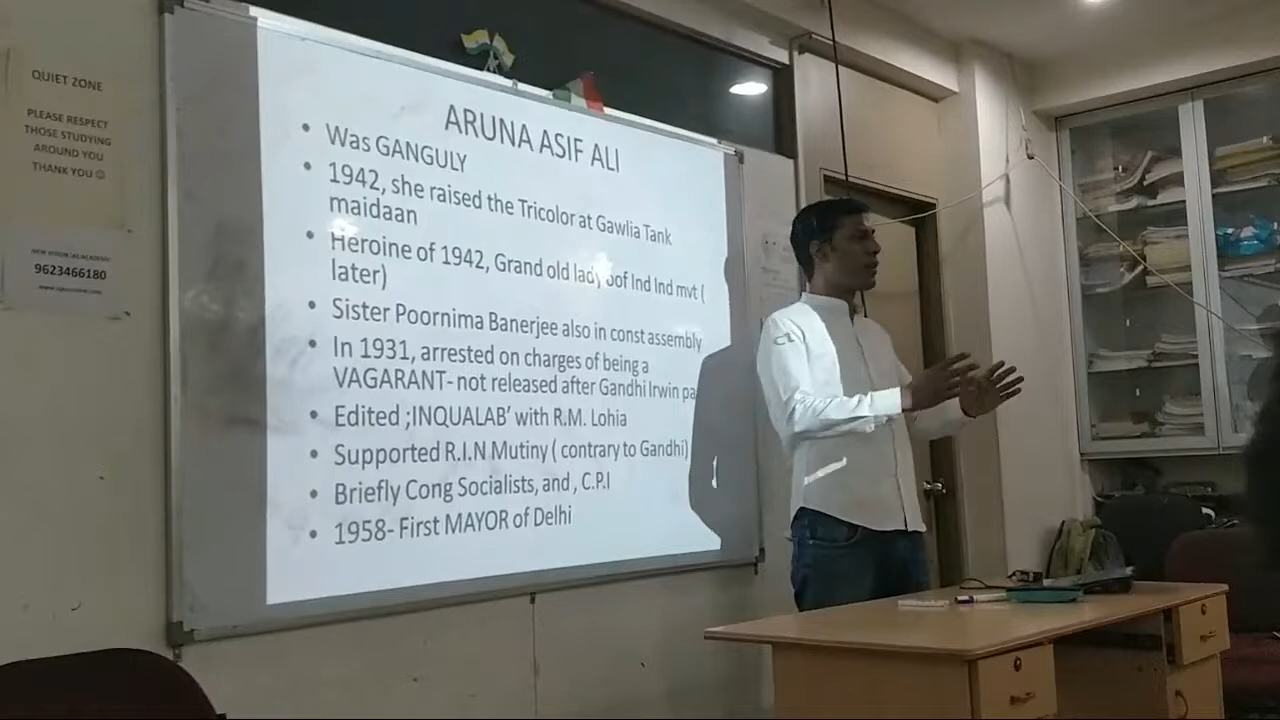 QUIET ZONE
PLEASE RESPECT
THOSE STUDYING
AROUND YOU
THANK YOU ☺
9623466180
ARUNA ASIF ALI
• Was GANGULY
• 1942, she raised the Tricolor at Gawlia Tank
maidaan
• Heroine of 1942, Grand old lady oof Ind Ind mvt (
later)
• Sister Poornima Banerjee also in const assembly
• In 1931, arrested on charges of being a
VAGARANT- not released after Gandhi Irwin pa
• Edited ;INQUALAB' with R.M. Lohia
• Supported R.I.N Mutiny ( contrary to Gandhi)
• Briefly Cong Socialists, and , C.P.I
• 1958- First MAYOR of Delhi